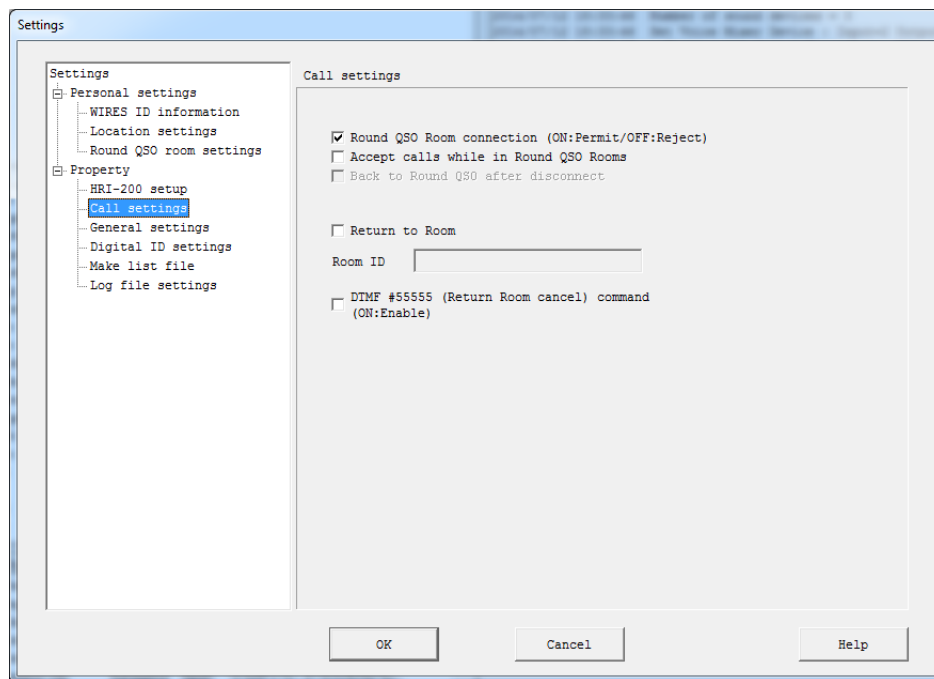 Settings
Settings
Personal settings
WIRES ID information
Location settings
Round QSO room settings
Property
HRI-200 setup
Call settings
General settings
Digital ID settings
Make list file
Log file settings
Call settings
Round QSO Room connection (ON:Permit/OFF:Reject)
Accept calls while in Round QSO Rooms
Back to Round QSO after disconnect
Return to Room
Room ID
DTMF #55555 (Return Room cancel) command
(ON:Enable)
OK
Cancel
Help